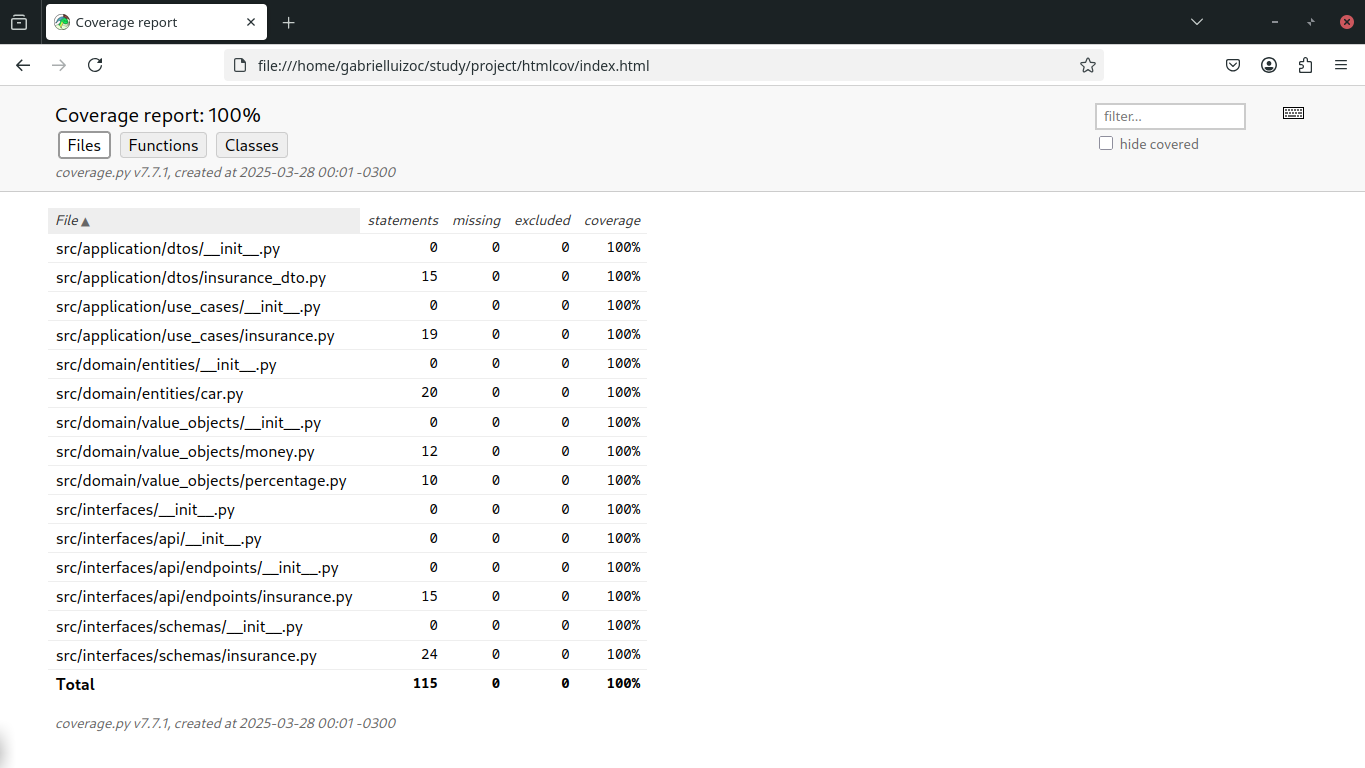 Coverage report
file:///home/gabrielluizoc/study/project/htmlcov/index.html
Coverage report: 100%
filter...
Files Functions Classes
hide covered
coverage.py v7.7.1, created at 2025-03-28 00:01 -0300
File ▲ statements missing excluded coverage
src/application/dtos/__init__.py 0 0 0 100%
src/application/dtos/insurance_dto.py 15 0 0 100%
src/application/use_cases/__init__.py 0 0 0 100%
src/application/use_cases/insurance.py 19 0 0 100%
src/domain/entities/__init__.py 0 0 0 100%
src/domain/entities/car.py 20 0 0 100%
src/domain/value_objects/__init__.py 0 0 0 100%
src/domain/value_objects/money.py 12 0 0 100%
src/domain/value_objects/percentage.py 10 0 0 100%
src/interfaces/__init__.py 0 0 0 100%
src/interfaces/api/__init__.py 0 0 0 100%
src/interfaces/api/endpoints/__init__.py 0 0 0 100%
src/interfaces/api/endpoints/insurance.py 15 0 0 100%
src/interfaces/schemas/__init__.py 0 0 0 100%
src/interfaces/schemas/insurance.py 24 0 0 100%
Total 115 0 0 100%
coverage.py v7.7.1, created at 2025-03-28 00:01 -0300